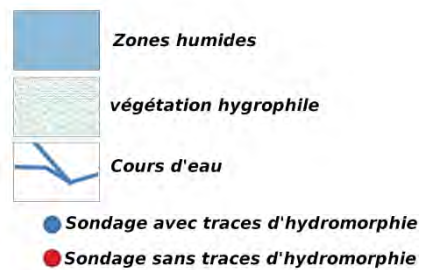 Zones humides
végétation hygrophile
Cours d'eau
Sondage avec traces d'hydromorphie
Sondage sans traces d'hydromorphie